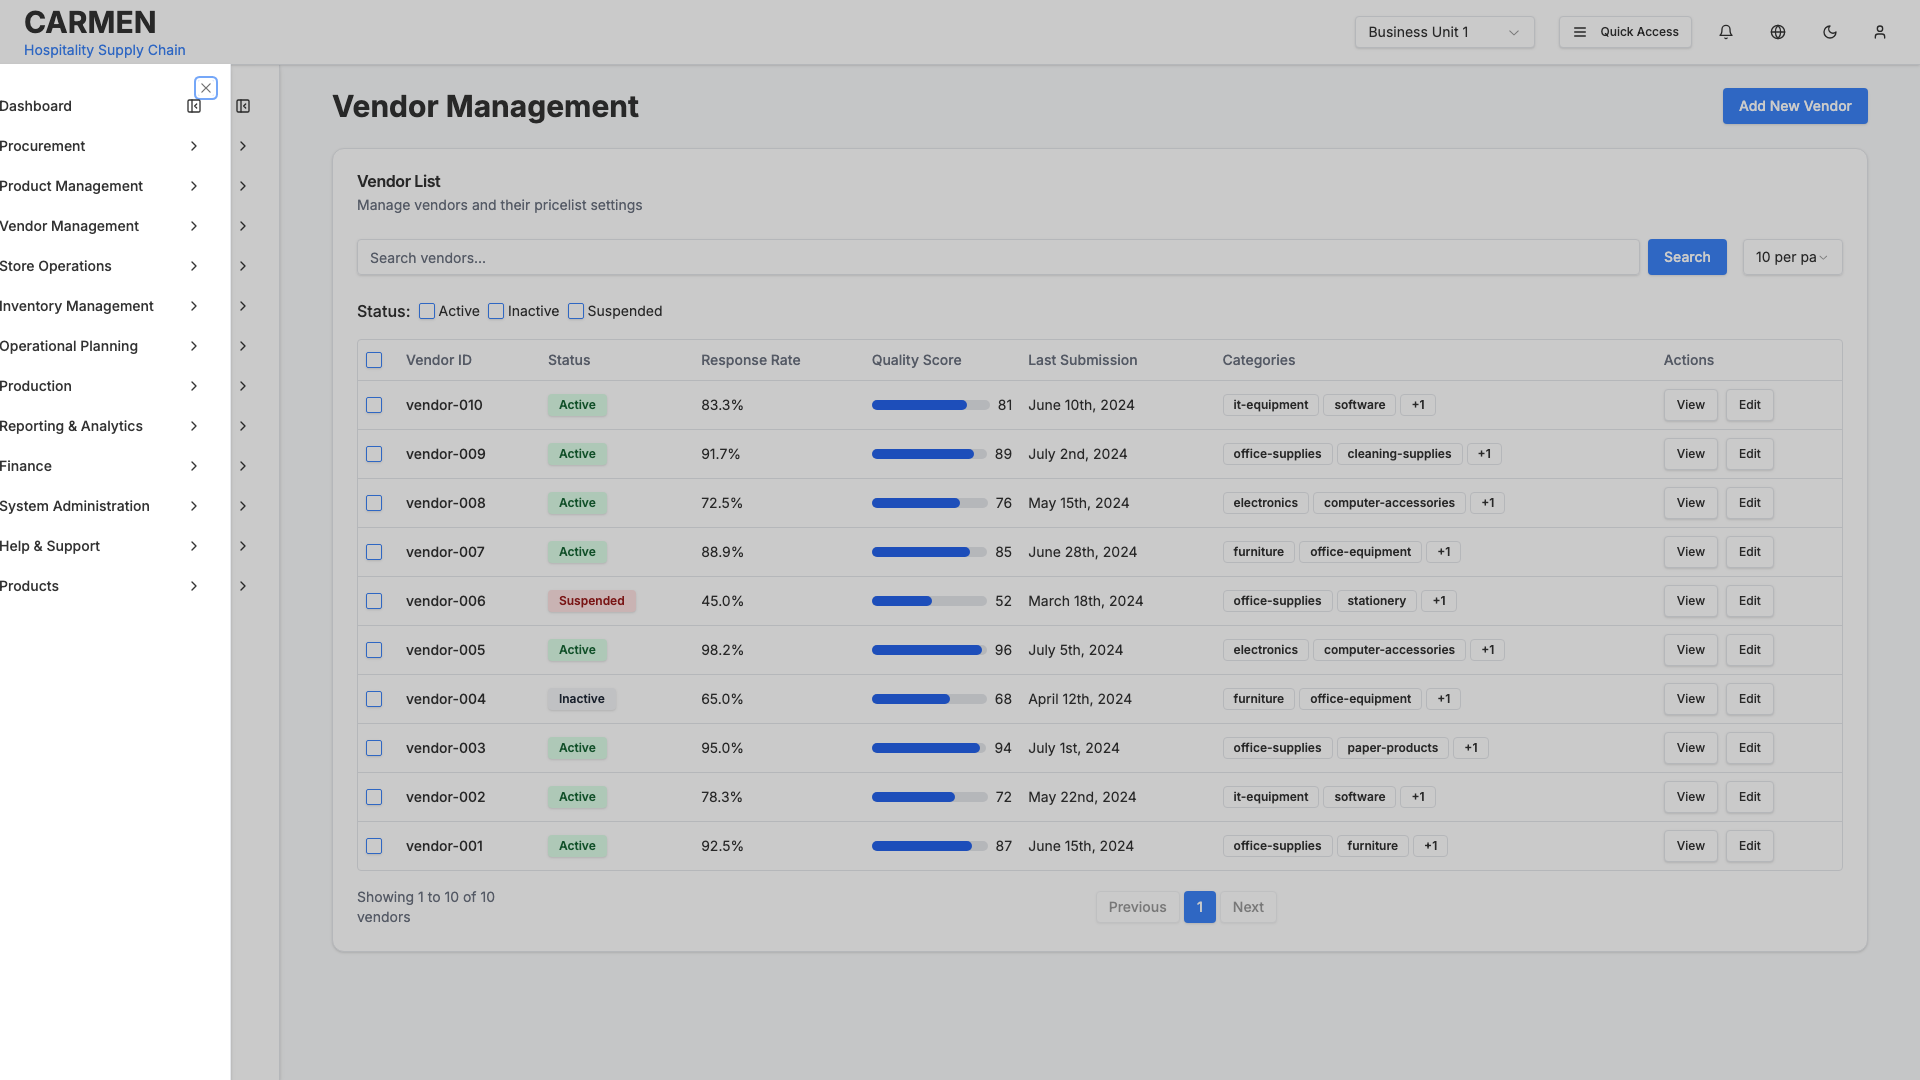 CARMEN
Hospitality Supply Chain
Business Unit 1
Quick Access
Dashboard
Procurement
Product Management
Vendor Management
Store Operations
Inventory Management
Operational Planning
Production
Reporting & Analytics
Finance
System Administration
Help & Support
Products
Vendor Management
Add New Vendor
Vendor List
Manage vendors and their pricelist settings
Search vendors...
Search
10 per pa
Status: Active Inactive Suspended
Vendor ID Status Response Rate Quality Score Last Submission Categories Actions
vendor-010 Active 83.3% 81 June 10th, 2024 it-equipment software +1 View Edit
vendor-009 Active 91.7% 89 July 2nd, 2024 office-supplies cleaning-supplies +1 View Edit
vendor-008 Active 72.5% 76 May 15th, 2024 electronics computer-accessories +1 View Edit
vendor-007 Active 88.9% 85 June 28th, 2024 furniture office-equipment +1 View Edit
vendor-006 Suspended 45.0% 52 March 18th, 2024 office-supplies stationery +1 View Edit
vendor-005 Active 98.2% 96 July 5th, 2024 electronics computer-accessories +1 View Edit
vendor-004 Inactive 65.0% 68 April 12th, 2024 furniture office-equipment +1 View Edit
vendor-003 Active 95.0% 94 July 1st, 2024 office-supplies paper-products +1 View Edit
vendor-002 Active 78.3% 72 May 22nd, 2024 it-equipment software +1 View Edit
vendor-001 Active 92.5% 87 June 15th, 2024 office-supplies furniture +1 View Edit
Showing 1 to 10 of 10
vendors
Previous 1 Next